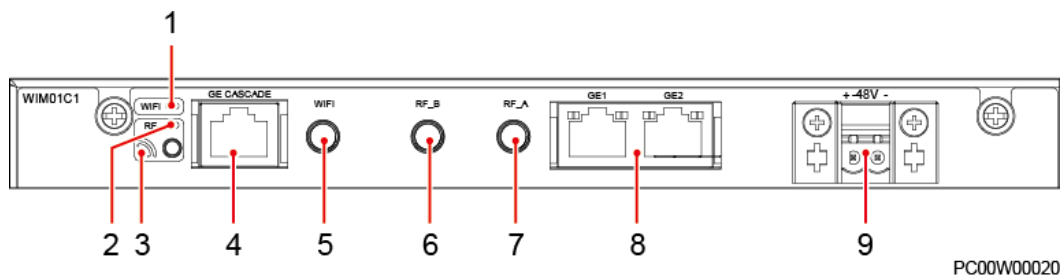 1
WIM01C1
WIFI
RF
GE CASCADE
WIFI
RF_B
RF_A
GE1 GE2
+ -48V -
2 3 4 5 6 7 8 9
PC00W00020